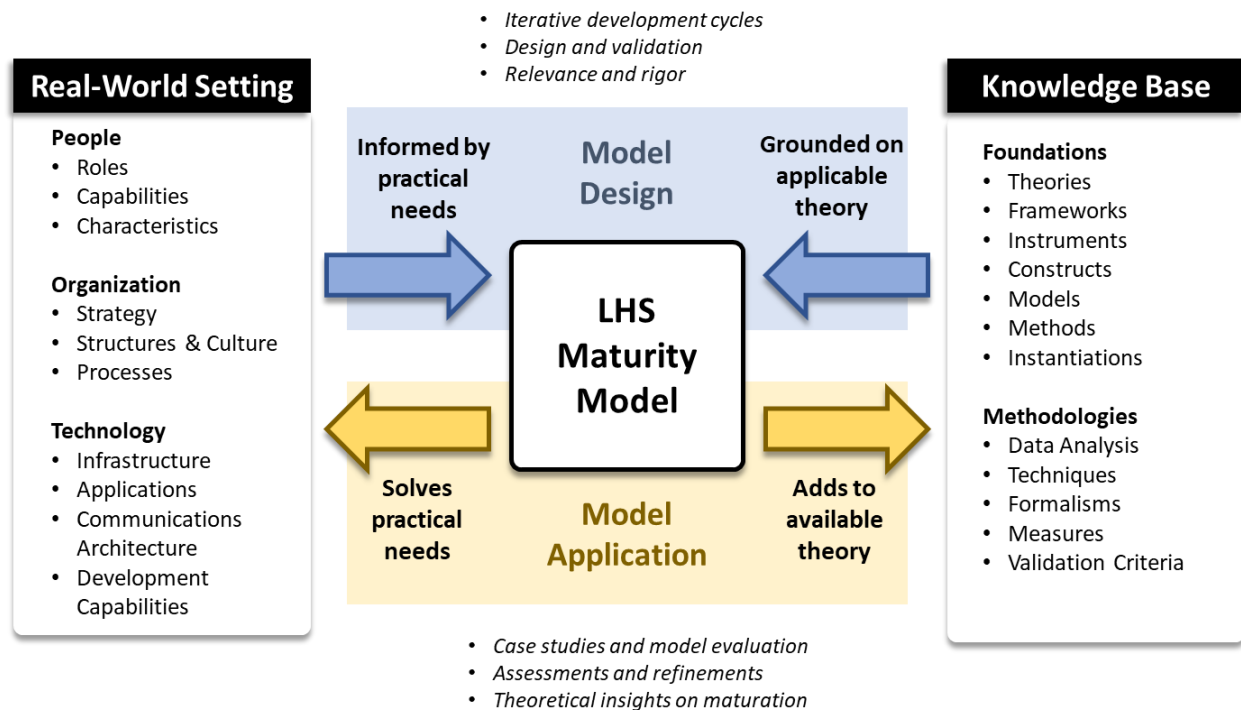 • Iterative development cycles
• Design and validation
• Relevance and rigor
Real-World Setting
People
• Roles
• Capabilities
• Characteristics
Organization
• Strategy
• Structures & Culture
• Processes
Technology
• Infrastructure
• Applications
• Communications
Architecture
• Development
Capabilities
Informed by
practical
needs
Model
Design
Grounded on
applicable
theory
LHS
Maturity
Model
Solves
practical
needs
Model
Application
Adds to
available
theory
Knowledge Base
Foundations
• Theories
• Frameworks
• Instruments
• Constructs
• Models
• Methods
• Instantiations
Methodologies
• Data Analysis
• Techniques
• Formalisms
• Measures
• Validation Criteria
• Case studies and model evaluation
• Assessments and refinements
• Theoretical insights on maturation